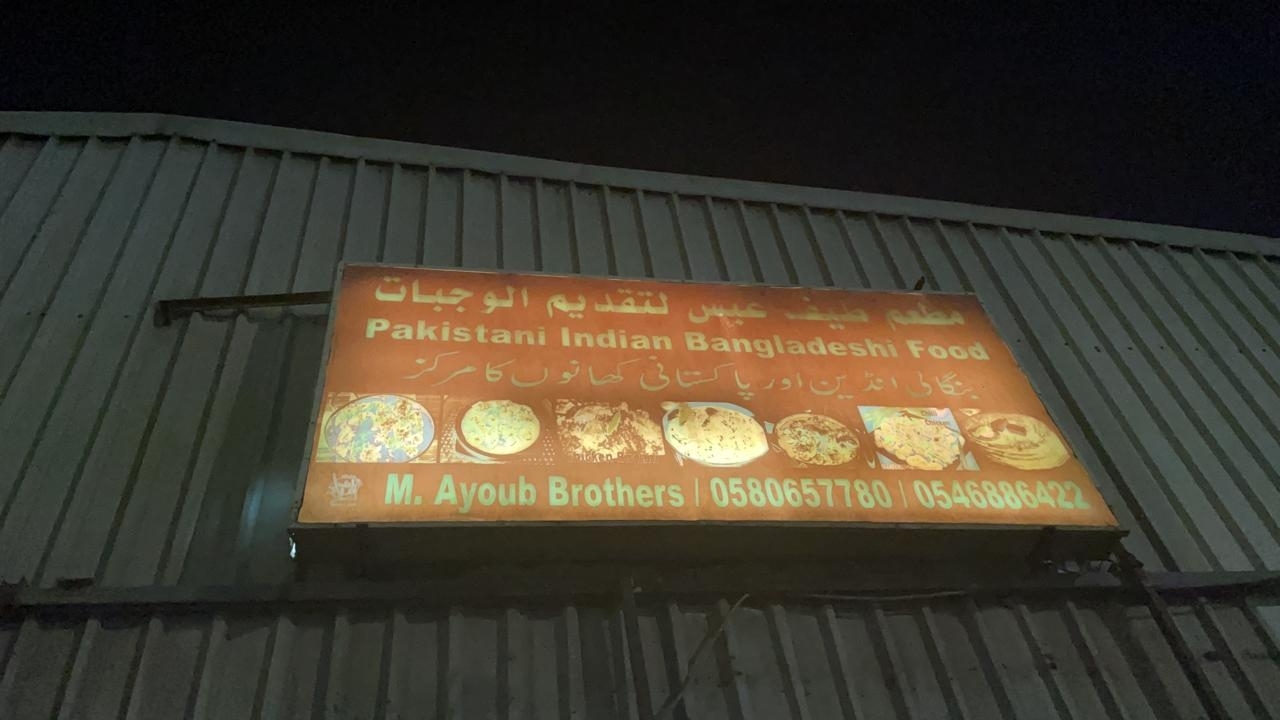 مطعم طيف عبس لتقديم الوجبات
Pakistani Indian Bangladeshi Food
بنگالی انڈین اور پاکستانی کھانوں کا مرکز
M. Ayoub Brothers | 0580657780 | 0546886422